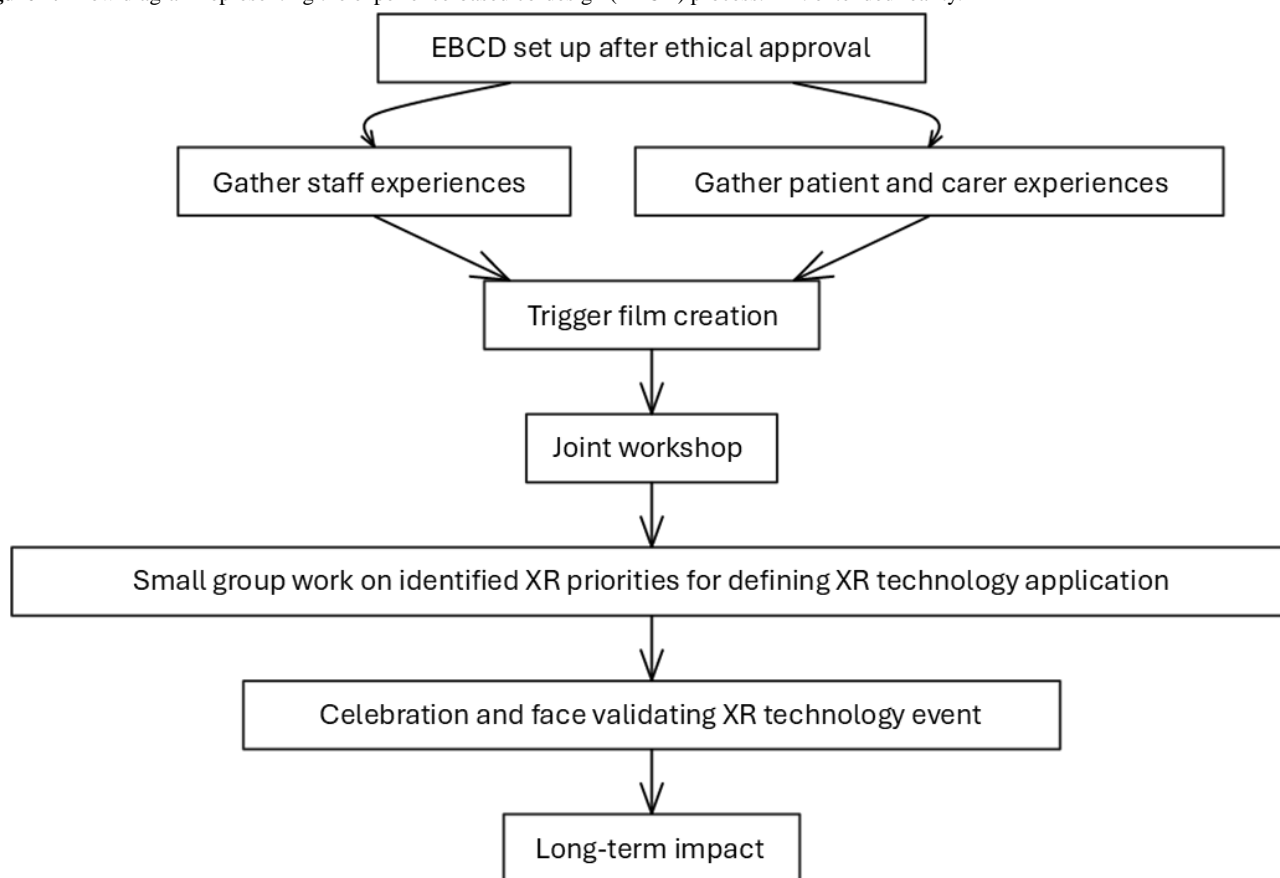 EBCD set up after ethical approval
Gather staff experiences
Gather patient and carer experiences
Trigger film creation
Joint workshop
Small group work on identified XR priorities for defining XR technology application
Celebration and face validating XR technology event
Long-term impact